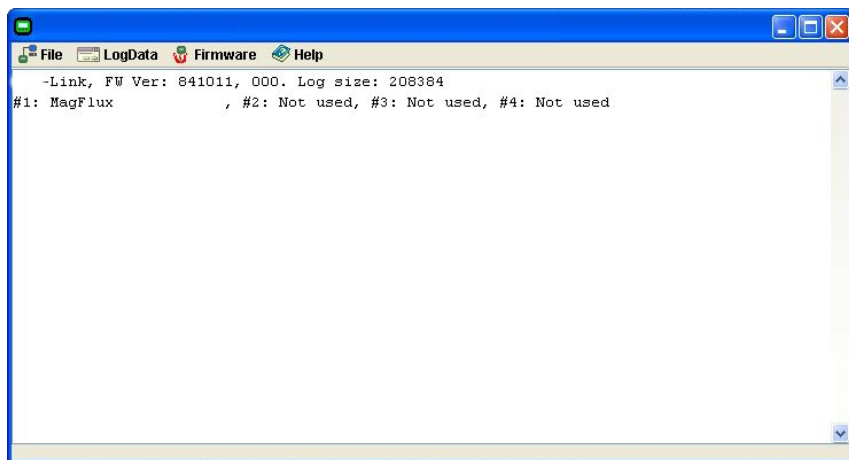 File LogData Firmware Help
-Link, FW Ver: 841011, 000. Log size: 208384
#1: MagFlux , #2: Not used, #3: Not used, #4: Not used